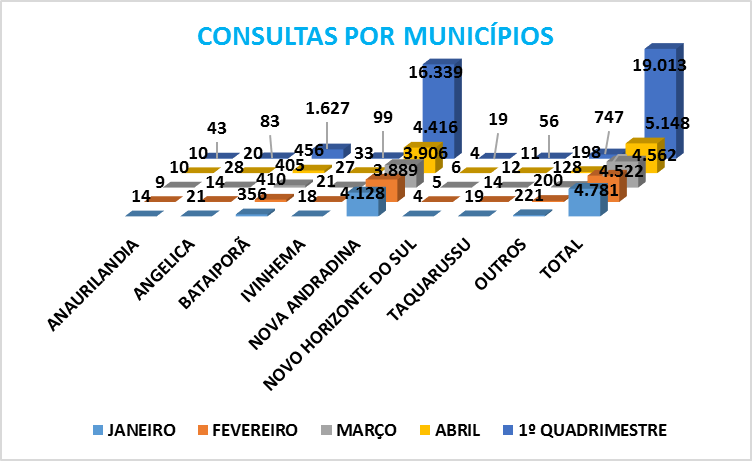 CONSULTAS POR MUNICÍPIOS
16.339
19.013
1.627
43 83 99 19 56 747
4.416 5.148
10 20 456 33 3.906 4 11 198 4.562
10 28 405 27 3.889 6 12 128 4.522
9 14 410 21 4.128 5 14 200 4.781
14 21 356 18 4 19 221
ANAURILANDIA
ANGELICA
BATAIPORÃ
IVINHEMA
NOVA ANDRADINA
NOVO HORIZONTE DO SUL
TAQUARUSSU
OUTROS
TOTAL
JANEIRO FEVEREIRO MARÇO ABRIL 1º QUADRIMESTRE